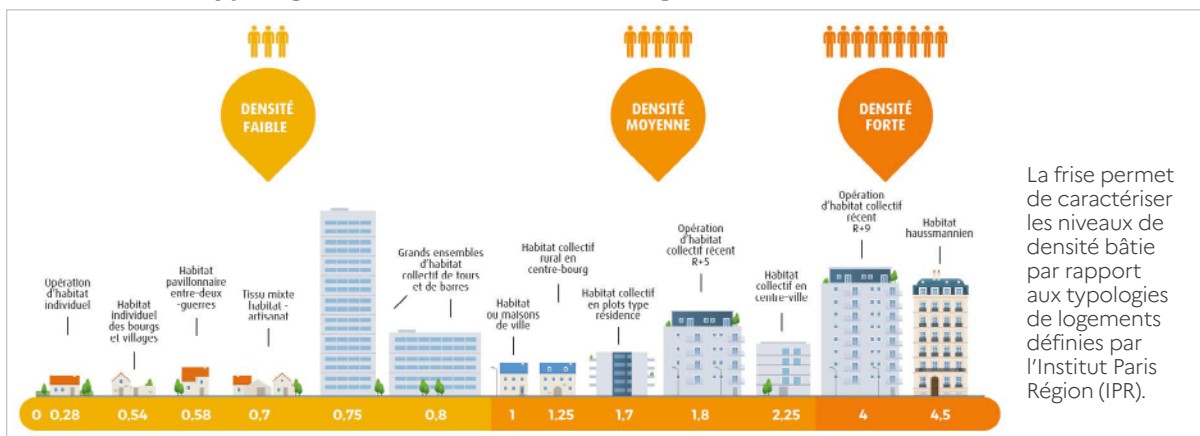 DENSITÉ
FAIBLE
DENSITÉ
MOYENNE
DENSITÉ
FORTE
Opération
d'habitat
individuel
Habitat
individuel
des bourgs
et villages
Habitat
pavillonnaire
entre-deux
-guerres
Tissu mixte
habitat -
artisanat
Grands ensembles
d'habitat
collectif de tours
et de barres
Habitat
ou maisons
de ville
Habitat collectif
rural en
centre-bourg
Habitat collectif
en plots type
résidence
Opération
d'habitat
collectif récent
R+5
Habitat
collectif en
centre-ville
Opération
d'habitat collectif
récent
R+9
Habitat
haussmannien
0 0,28 0,54 0,58 0,7 0,75 0,8 1 1,25 1,7 1,8 2,25 4 4,5
La frise permet
de caractériser
les niveaux de
densité bâtie
par rapport
aux typologies
de logements
définies par
l'Institut Paris
Région (IPR).